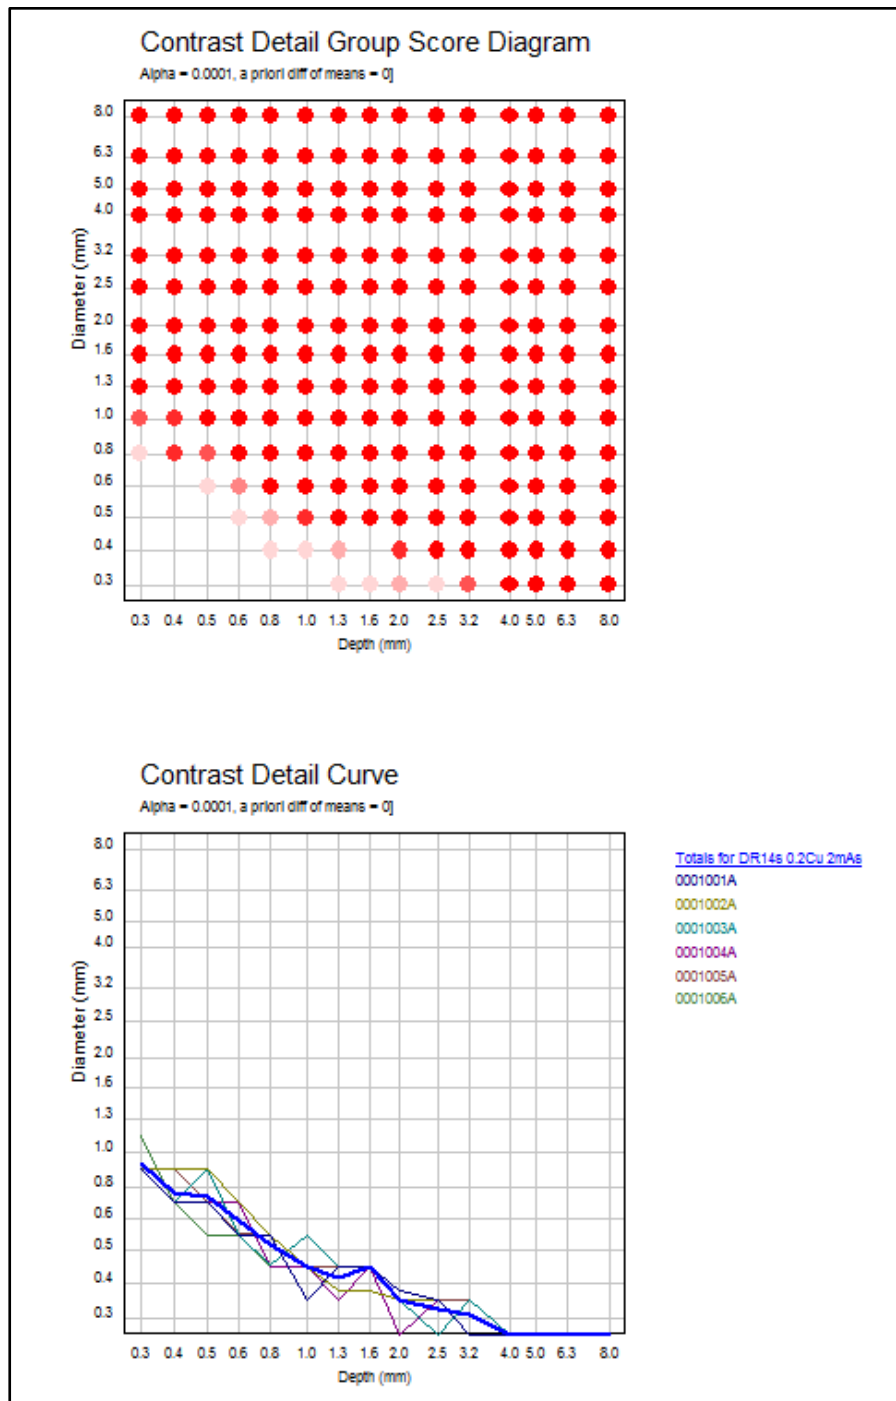 Contrast Detail Group Score Diagram
Alpha = 0.0001, a priori diff of means = 0]
8.0
6.3
5.0
4.0
3.2
2.5
2.0
1.6
1.3
1.0
0.8
0.6
0.5
0.4
0.3
Diameter (mm)
0.3 0.4 0.5 0.6 0.8 1.0 1.3 1.6 2.0 2.5 3.2 4.0 5.0 6.3 8.0
Depth (mm)
Contrast Detail Curve
Alpha = 0.0001, a priori diff of means = 0]
8.0
6.3
5.0
4.0
3.2
2.5
2.0
1.6
1.3
1.0
0.8
0.6
0.5
0.4
0.3
Diameter (mm)
0.3 0.4 0.5 0.6 0.8 1.0 1.3 1.6 2.0 2.5 3.2 4.0 5.0 6.3 8.0
Depth (mm)
Totals for DR14s 0.2Cu 2mAs
0001001A
0001002A
0001003A
0001004A
0001005A
0001006A